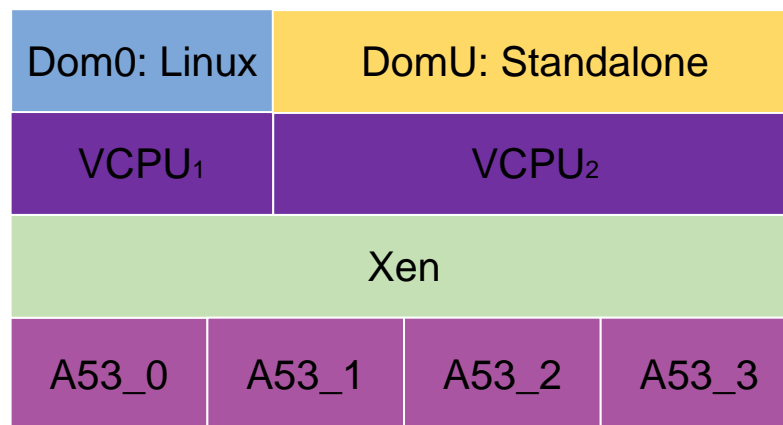 Dom0: Linux
DomU: Standalone
VCPU₁
VCPU₂
Xen
A53_0
A53_1
A53_2
A53_3